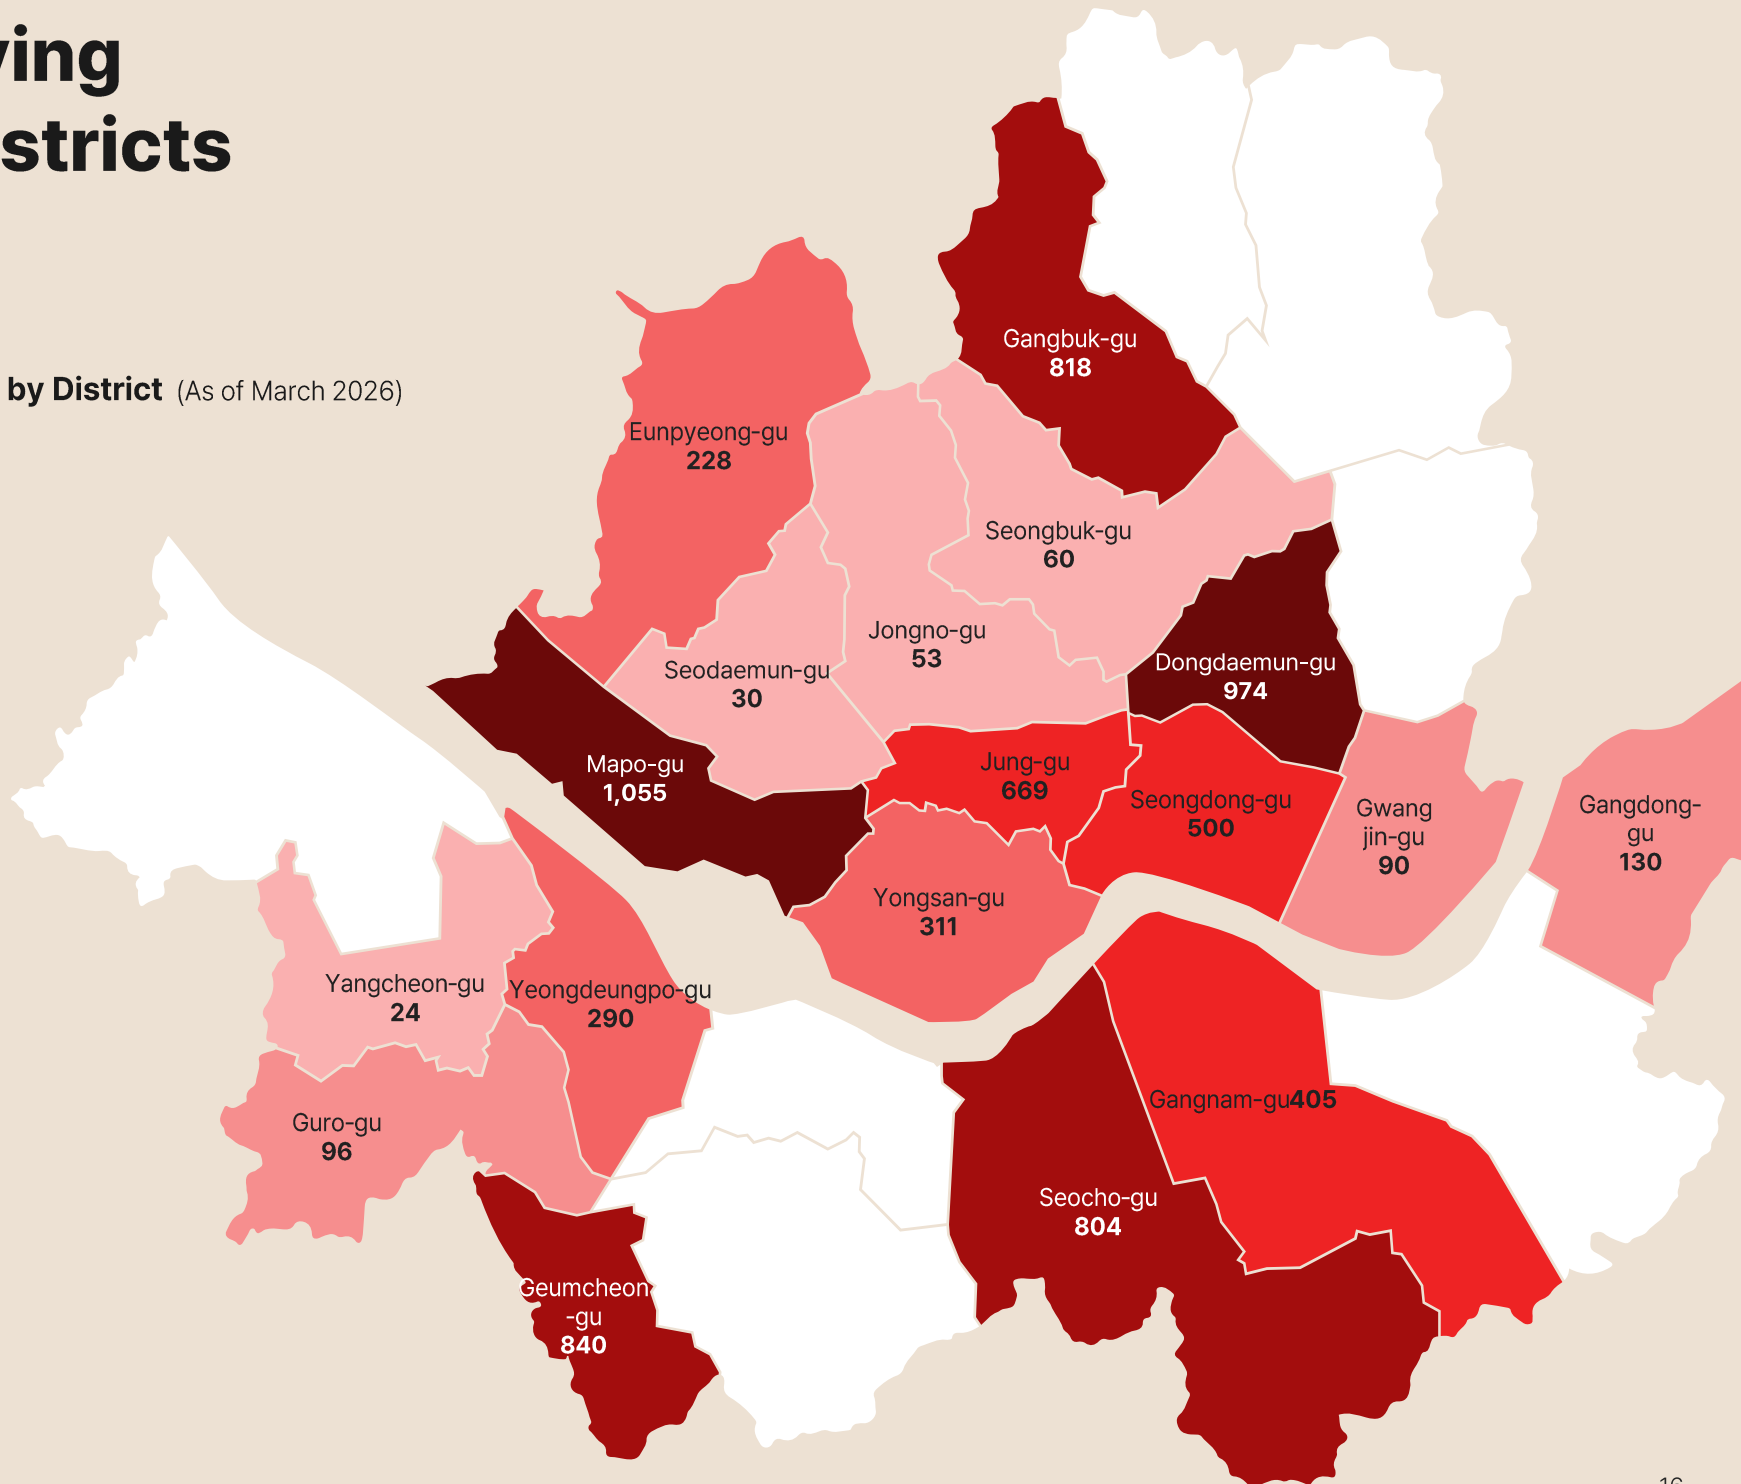 ving
stricts
by District (As of March 2026)
Gangbuk-gu
818
Eunpyeong-gu
228
Seongbuk-gu
60
Jongno-gu
53
Seodaemun-gu
30
Dongdaemun-gu
974
Mapo-gu
1,055
Jung-gu
669
Seongdong-gu
500
Gwang
jin-gu
90
Gangdong-
gu
130
Yongsan-gu
311
Yangcheon-gu
24
Yeongdeungpo-gu
290
Guro-gu
96
Gangnam-gu405
Seocho-gu
804
Geumcheon
-gu
840